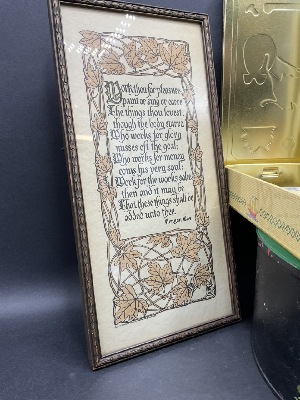 Work thou for pleasure
paint or sing or carve
The things thou lovest,
though the body starve
Who works for glory
misses oft the goal;
Who works for money
coins his very soul;
Work for the works sake
then and it may be
That these things shall be
added unto thee.